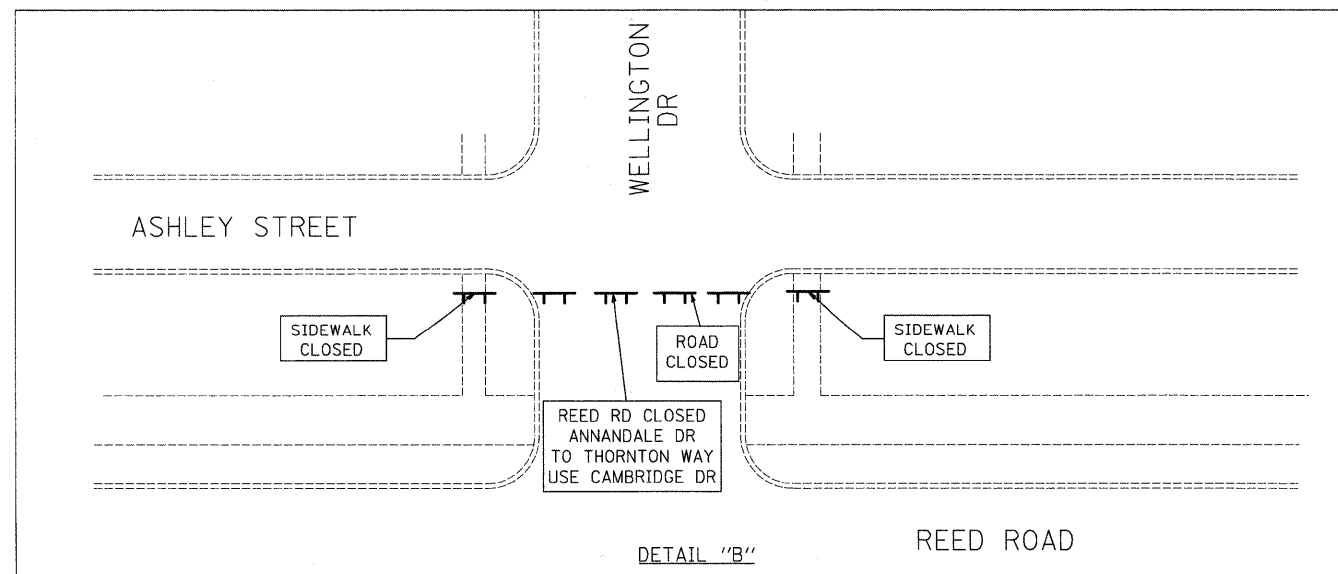 WELLINGTON
DR
ASHLEY STREET
SIDEWALK
CLOSED
ROAD
CLOSED
SIDEWALK
CLOSED
REED RD CLOSED
ANNANDALE DR
TO THORNTON WAY
USE CAMBRIDGE DR
REED ROAD
DETAIL "B"